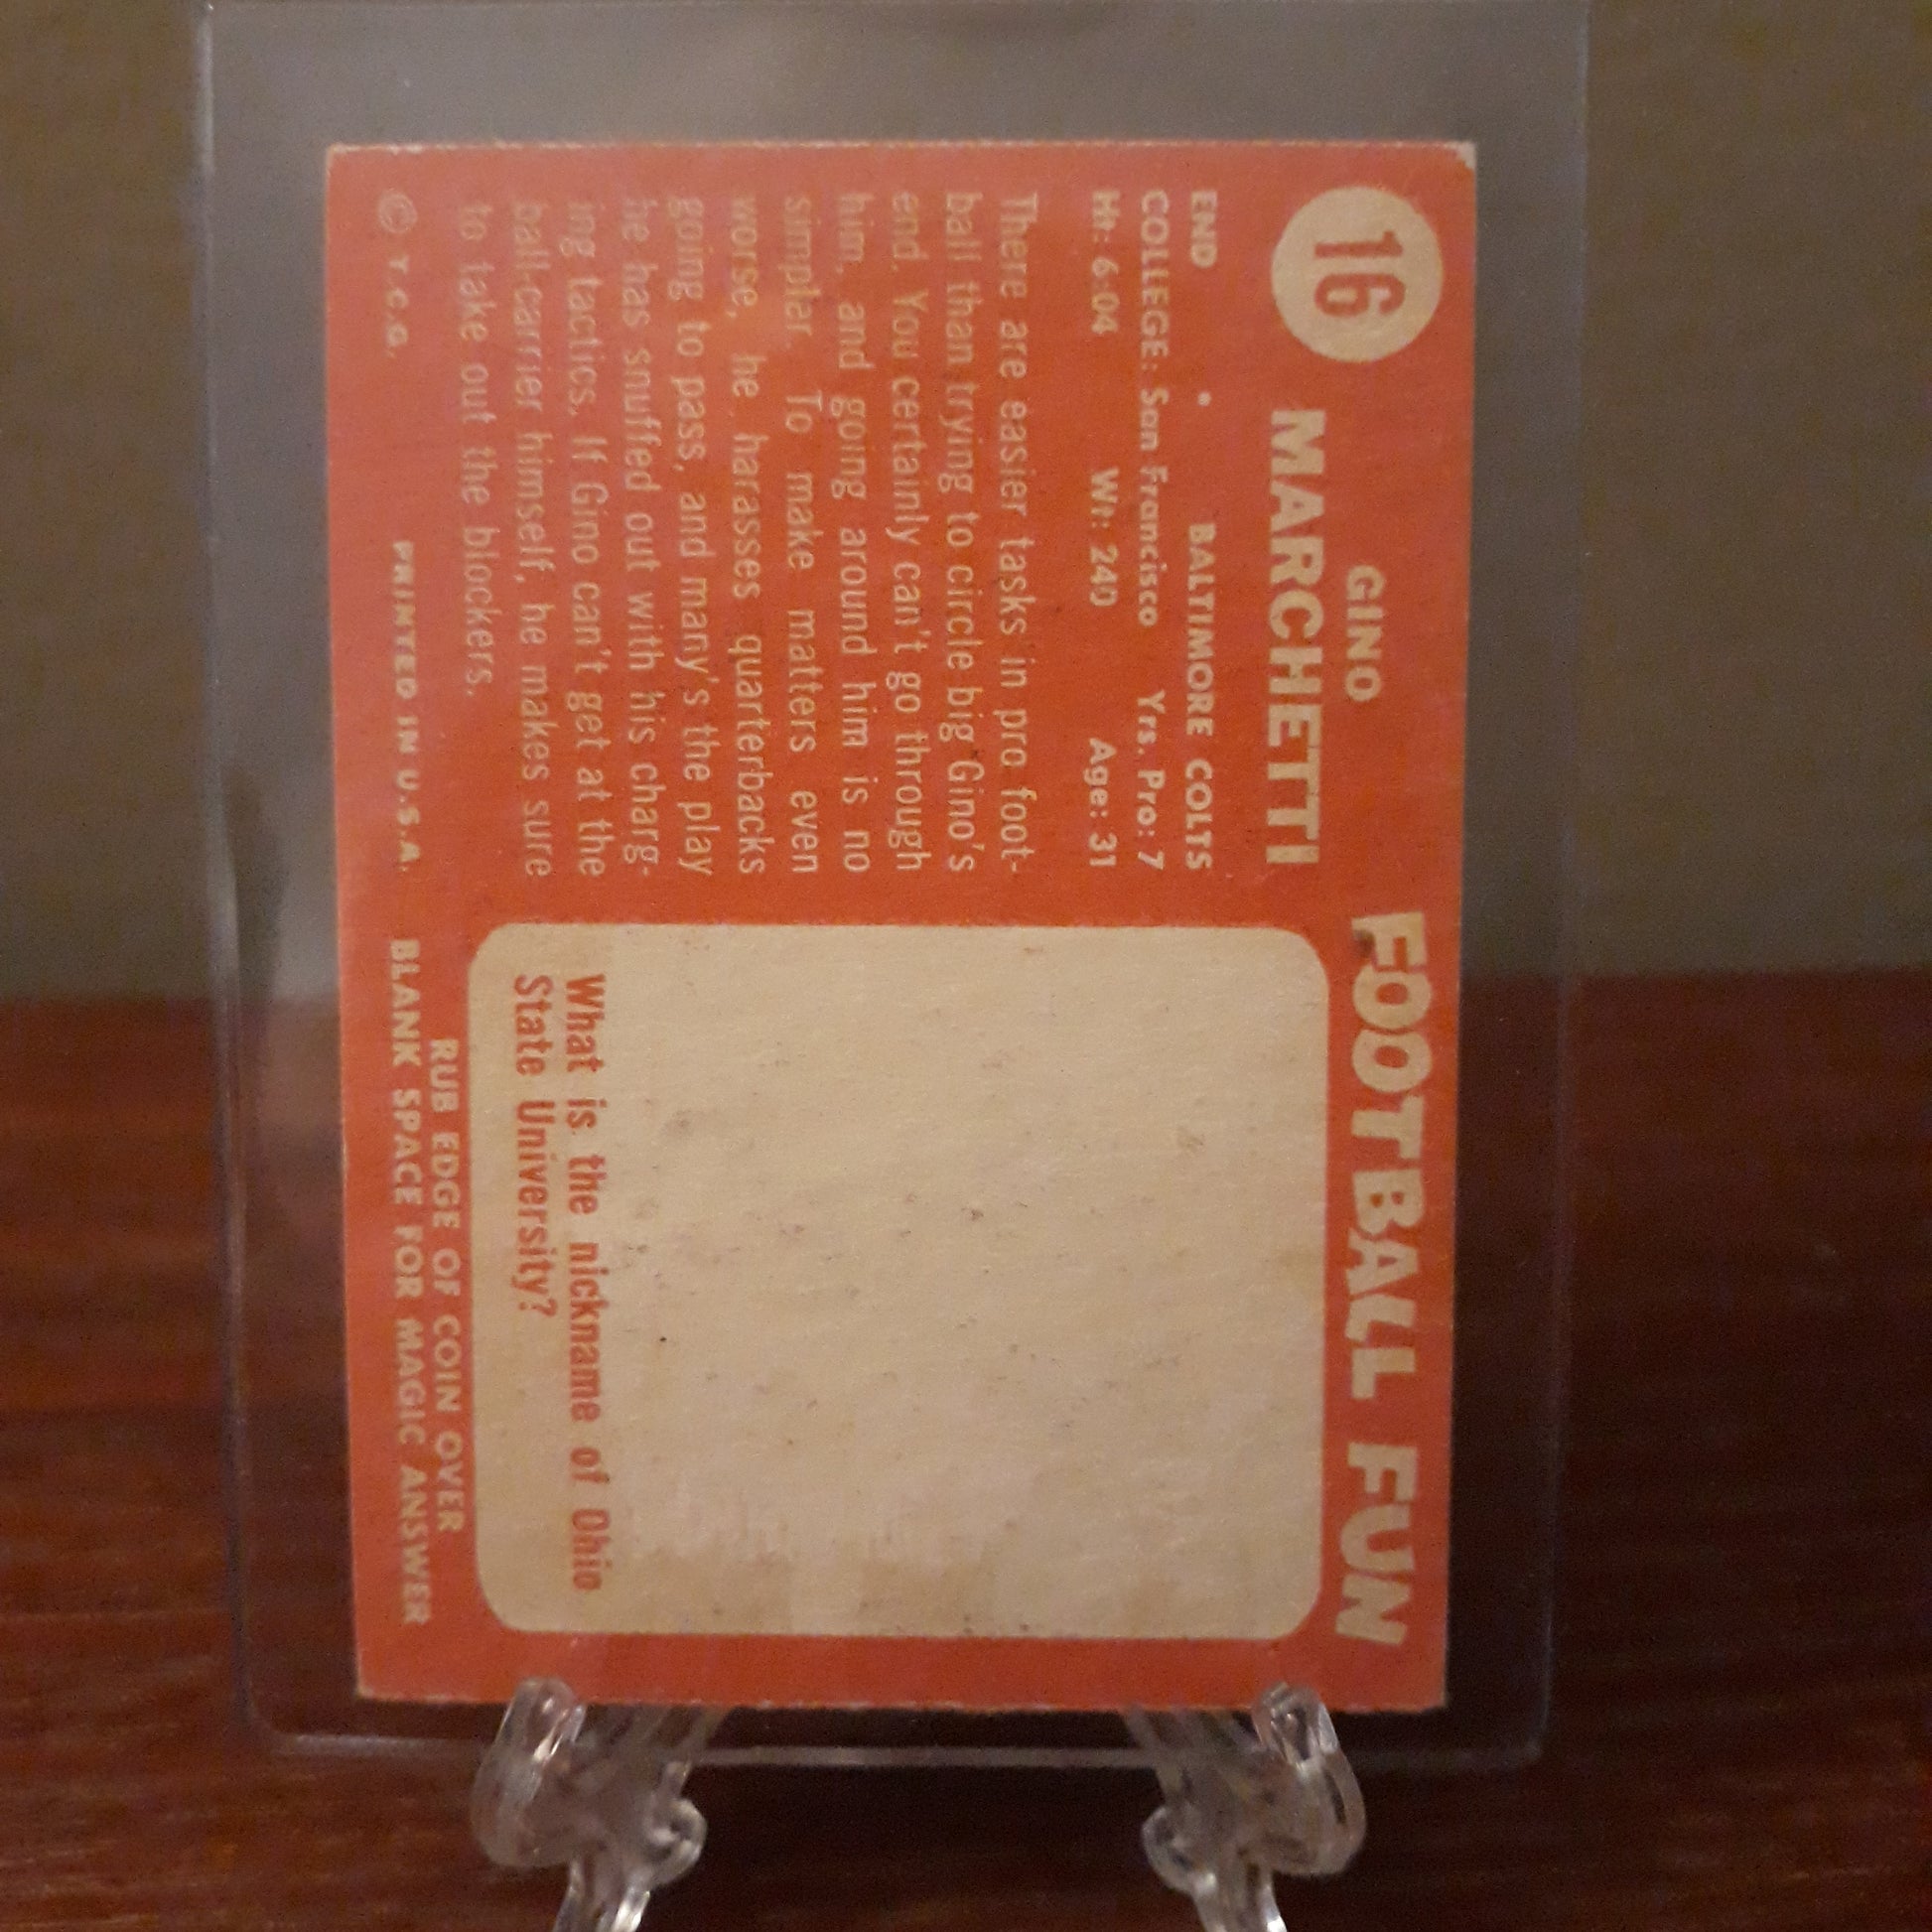 16
GINO
MARCHETTI
END • BALTIMORE COLTS
COLLEGE: San Francisco Yrs. Pro: 7
Ht: 6:04 Wt: 240 Age: 31
There are easier tasks in pro foot-
ball than trying to circle big Gino's
end. You certainly can't go through
him, and going around him is no
simpler. To make matters even
worse, he harasses quarterbacks
going to pass, and many's the play
he has snuffed out with his charg-
ing tactics. If Gino can't get at the
ball-carrier himself, he makes sure
to take out the blockers.
© T.C.G. PRINTED IN U.S.A.
FOOTBALL FUN
What is the nickname of Ohio
State University?
RUB EDGE OF COIN OVER
BLANK SPACE FOR MAGIC ANSWER